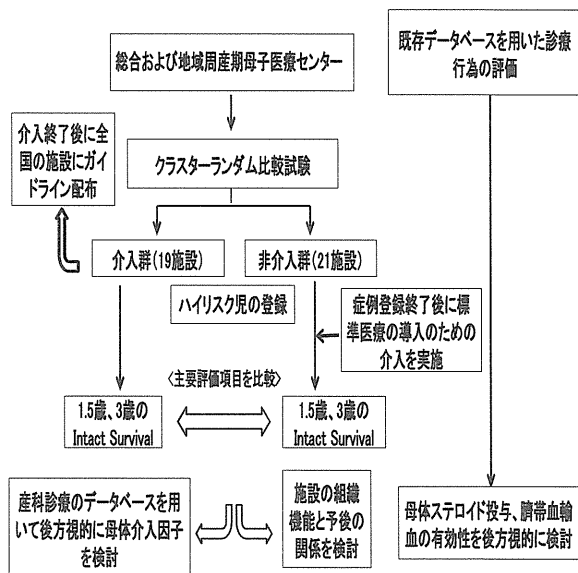 総合および地域周産期母子医療センター
既存データベースを用いた診療
行為の評価
介入終了後に全
国の施設にガイ
ドライン配布
クラスターランダム比較試験
介入群(19施設)
非介入群(21施設)
ハイリスク児の登録
症例登録終了後に標
準医療の導入のための
介入を実施
〈主要評価項目を比較〉
1.5歳、3歳の
Intact Survival
1.5歳、3歳の
Intact Survival
産科診療のデータベースを用
いて後方視的に母体介入因子
を検討
施設の組織
機能と予後の
関係を検討
母体ステロイド投与、臍帯血輸
血の有効性を後方視的に検討